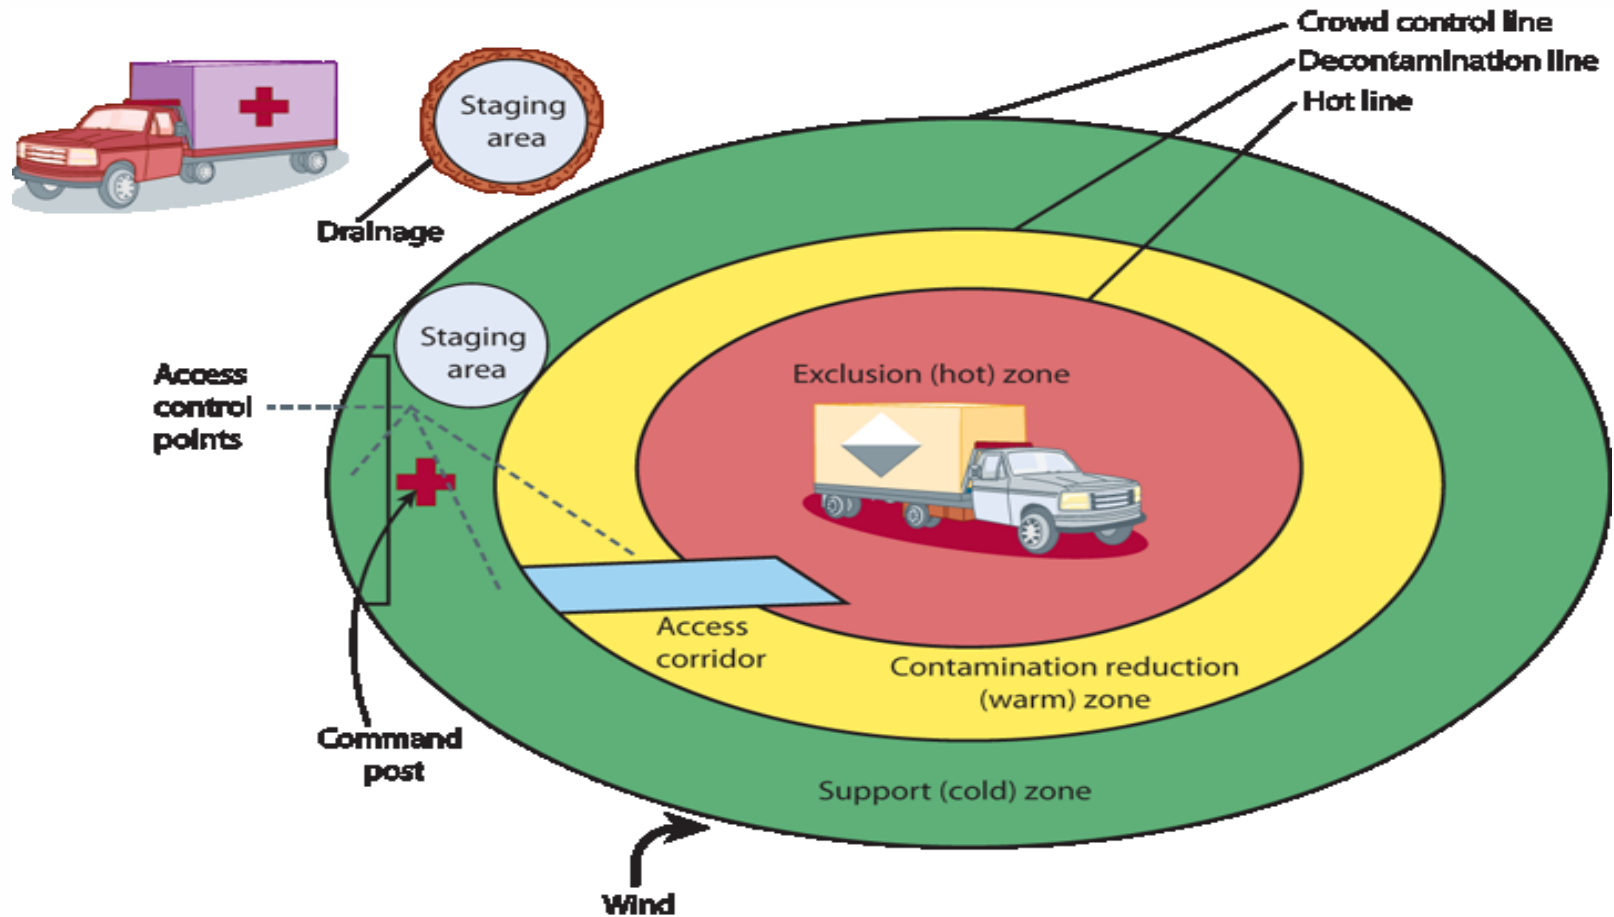 Crowd control line
Decontamination line
Hot line
Staging
area
Drainage
Staging
area
Access
control
points
Exclusion (hot) zone
Access
corridor
Contamination reduction
(warm) zone
Command
post
Support (cold) zone
Wind